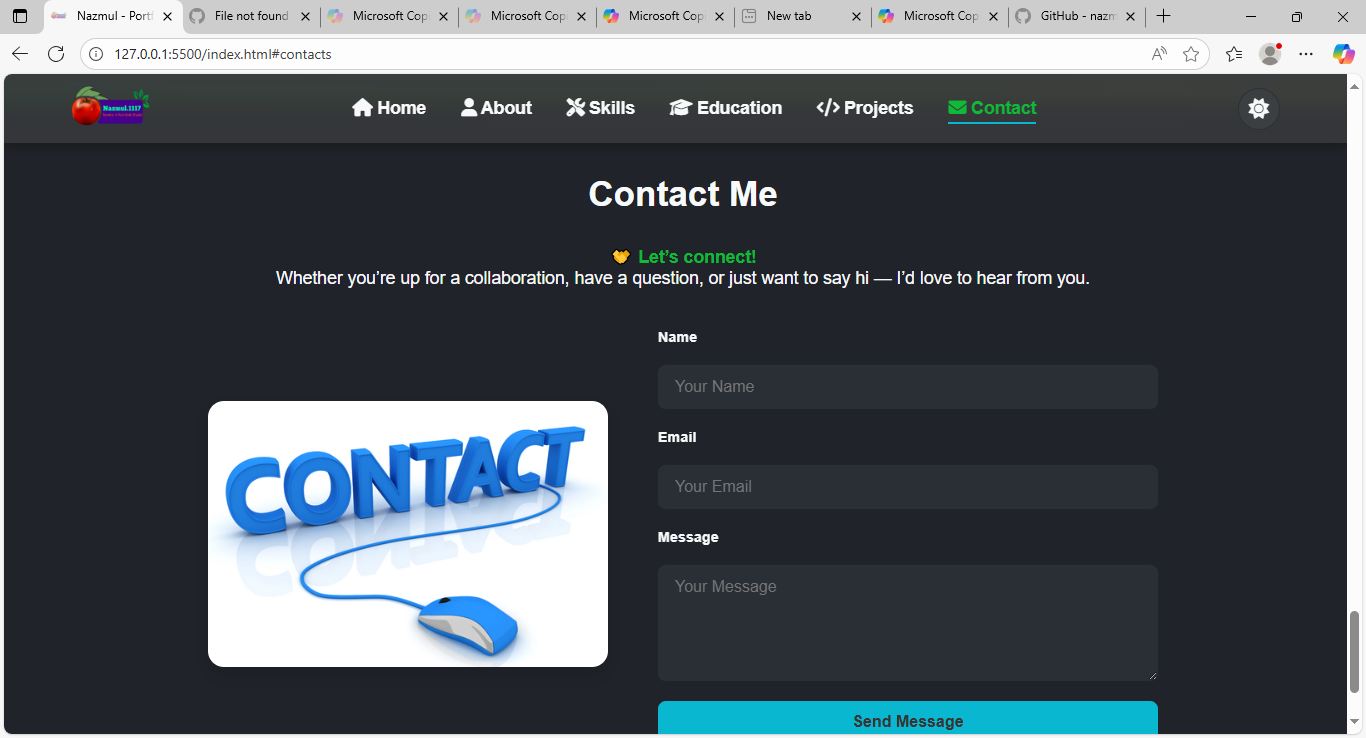 Nazmul - Portf
File not found
Microsoft Cop
Microsoft Cop
Microsoft Cop
New tab
Microsoft Cop
GitHub - nazm
127.0.0.1:5500/index.html#contacts
Nazmul.1117
Home
About
Skills
Education
Projects
Contact
Contact Me
Let’s connect!
Whether you’re up for a collaboration, have a question, or just want to say hi — I’d love to hear from you.
Name
Your Name
CONTACT
Email
Your Email
Message
Your Message
Send Message